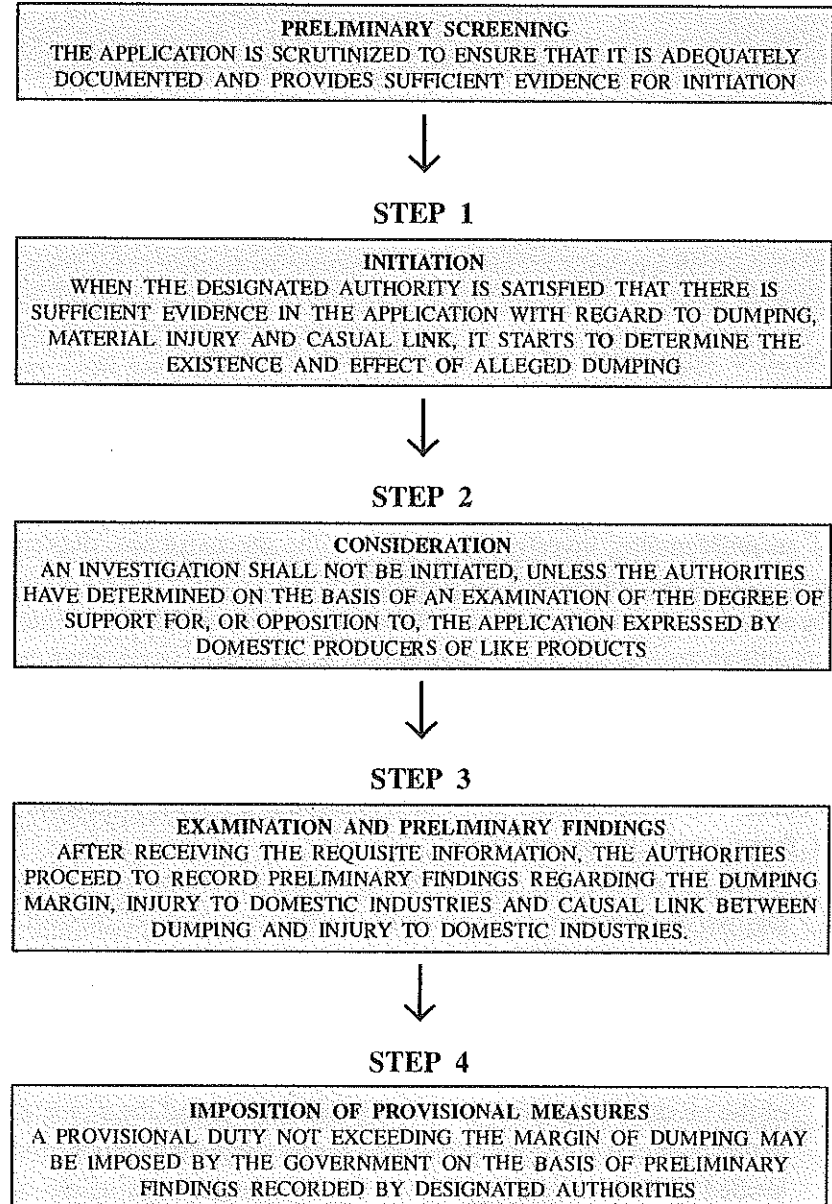 PRELIMINARY SCREENING
THE APPLICATION IS SCRUTINIZED TO ENSURE THAT IT IS ADEQUATELY
DOCUMENTED AND PROVIDES SUFFICIENT EVIDENCE FOR INITIATION
STEP 1
INITIATION
WHEN THE DESIGNATED AUTHORITY IS SATISFIED THAT THERE IS
SUFFICIENT EVIDENCE IN THE APPLICATION WITH REGARD TO DUMPING,
MATERIAL INJURY AND CASUAL LINK, IT STARTS TO DETERMINE THE
EXISTENCE AND EFFECT OF ALLEGED DUMPING
STEP 2
CONSIDERATION
AN INVESTIGATION SHALL NOT BE INITIATED, UNLESS THE AUTHORITIES
HAVE DETERMINED ON THE BASIS OF AN EXAMINATION OF THE DEGREE OF
SUPPORT FOR, OR OPPOSITION TO, THE APPLICATION EXPRESSED BY
DOMESTIC PRODUCERS OF LIKE PRODUCTS
STEP 3
EXAMINATION AND PRELIMINARY FINDINGS
AFTER RECEIVING THE REQUISITE INFORMATION, THE AUTHORITIES
PROCEED TO RECORD PRELIMINARY FINDINGS REGARDING THE DUMPING
MARGIN, INJURY TO DOMESTIC INDUSTRIES AND CAUSAL LINK BETWEEN
DUMPING AND INJURY TO DOMESTIC INDUSTRIES.
STEP 4
IMPOSITION OF PROVISIONAL MEASURES
A PROVISIONAL DUTY NOT EXCEEDING THE MARGIN OF DUMPING MAY
BE IMPOSED BY THE GOVERNMENT ON THE BASIS OF PRELIMINARY
FINDINGS RECORDED BY DESIGNATED AUTHORITIES